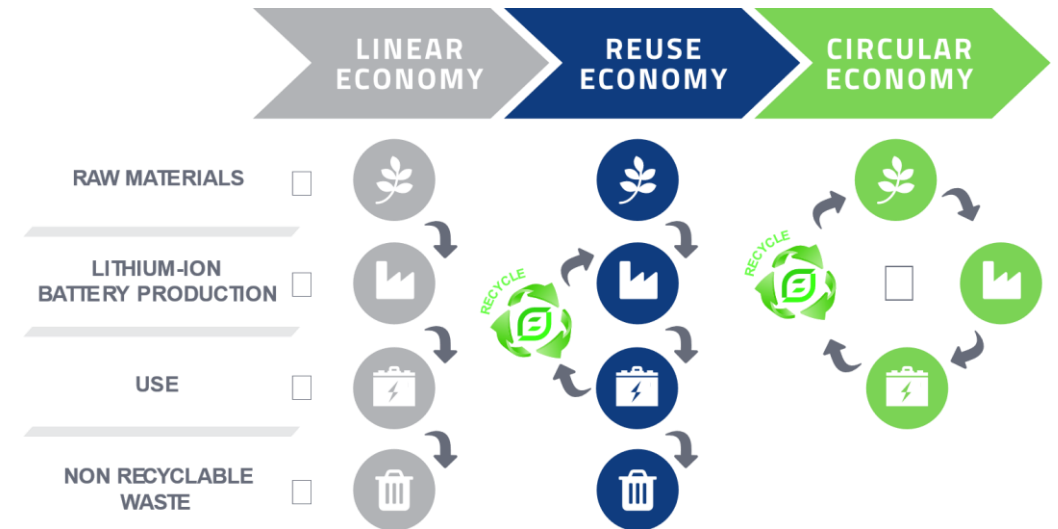 LINEAR
ECONOMY
REUSE
ECONOMY
CIRCULAR
ECONOMY
RAW MATERIALS
LITHIUM-ION
BATTERY PRODUCTION
USE
NON RECYCLABLE
WASTE
RECYCLE
RECYCLE